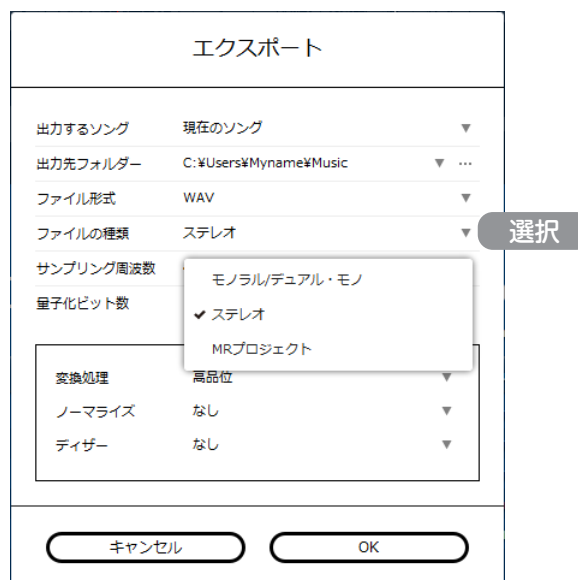 エクスポート
出力するソング 現在のソング ▼
出力先フォルダー C:¥Users¥Myname¥Music ▼ …
ファイル形式 WAV ▼
ファイルの種類 ステレオ ▼ 選択
サンプリング周波数
モノラル/デュアル・モノ
量子化ビット数 ✔ ステレオ
MRプロジェクト
変換処理 高品位 ▼
ノーマライズ なし ▼
ディザー なし ▼
キャンセル OK